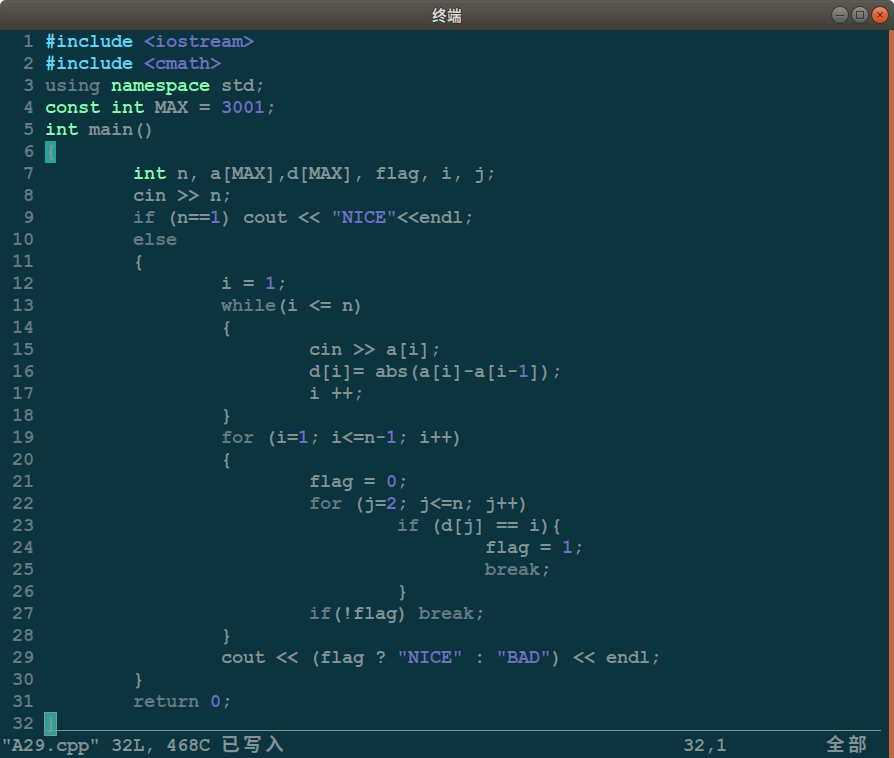 终端
1 #include <iostream>
2 #include <cmath>
3 using namespace std;
4 const int MAX = 3001;
5 int main()
6 {
7         int n, a[MAX],d[MAX], flag, i, j;
8         cin >> n;
9         if (n==1) cout << "NICE"<<endl;
10         else
11         {
12                 i = 1;
13                 while(i <= n)
14                 {
15                         cin >> a[i];
16                         d[i]= abs(a[i]-a[i-1]);
17                         i ++;
18                 }
19                 for (i=1; i<=n-1; i++)
20                 {
21                         flag = 0;
22                         for (j=2; j<=n; j++)
23                                 if (d[j] == i){
24                                         flag = 1;
25                                         break;
26                                 }
27                         if(!flag) break;
28                 }
29                 cout << (flag ? "NICE" : "BAD") << endl;
30         }
31         return 0;
32 }
"A29.cpp" 32L, 468C 已写入 32,1 全部